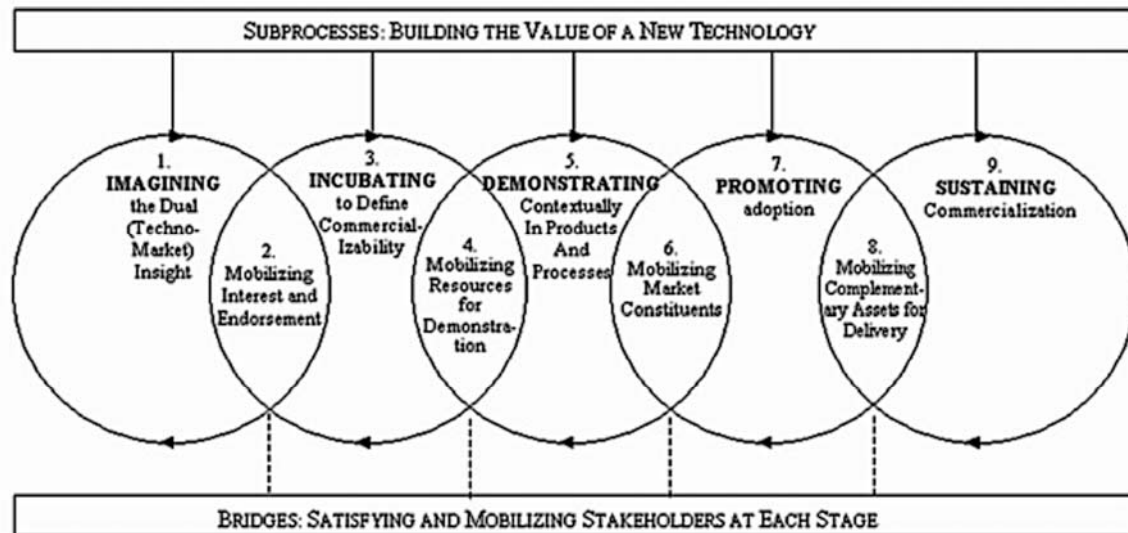 SUBPROCESSES: BUILDING THE VALUE OF A NEW TECHNOLOGY
1.
IMAGINING
the Dual
(Techno-
Market)
Insight
2.
Mobilizing
Interest and
Endorsement
3.
INCUBATING
to Define
Commercial-
Izability
4.
Mobilizing
Resources
for
Demonstra-
tion
5.
DEMONSTRATING
Contextually
In Products
And
Processes
6.
Mobilizing
Market
Constituents
7.
PROMOTING
adoption
8.
Mobilizing
Complement-
ary Assets for
Delivery
9.
SUSTAINING
Commercialization
BRIDGES: SATISFYING AND MOBILIZING STAKEHOLDERS AT EACH STAGE